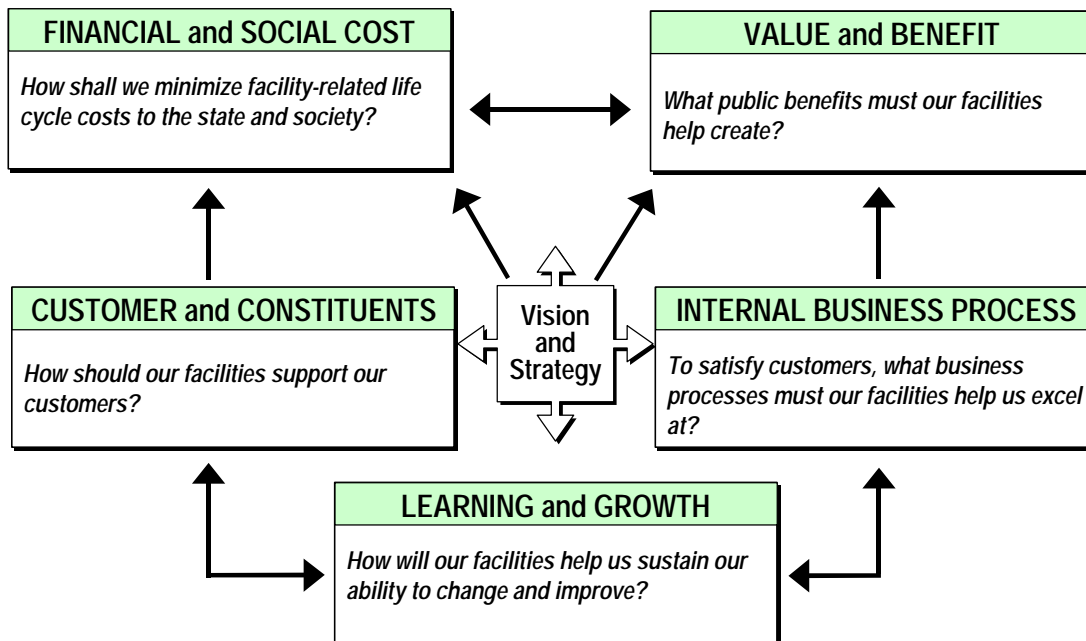 FINANCIAL and SOCIAL COST
How shall we minimize facility-related life
cycle costs to the state and society?
VALUE and BENEFIT
What public benefits must our facilities
help create?
CUSTOMER and CONSTITUENTS
How should our facilities support our
customers?
Vision
and
Strategy
INTERNAL BUSINESS PROCESS
To satisfy customers, what business
processes must our facilities help us excel
at?
LEARNING and GROWTH
How will our facilities help us sustain our
ability to change and improve?